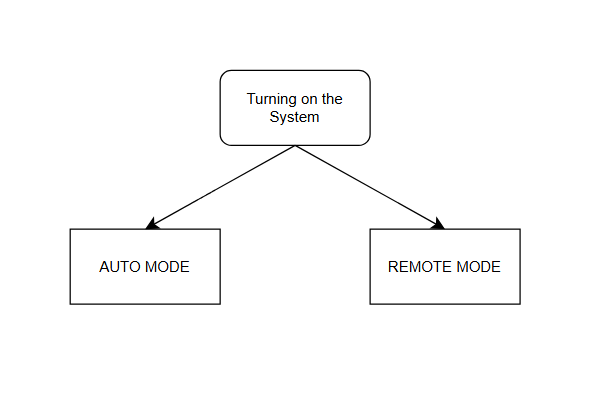 Turning on the
System
AUTO MODE
REMOTE MODE